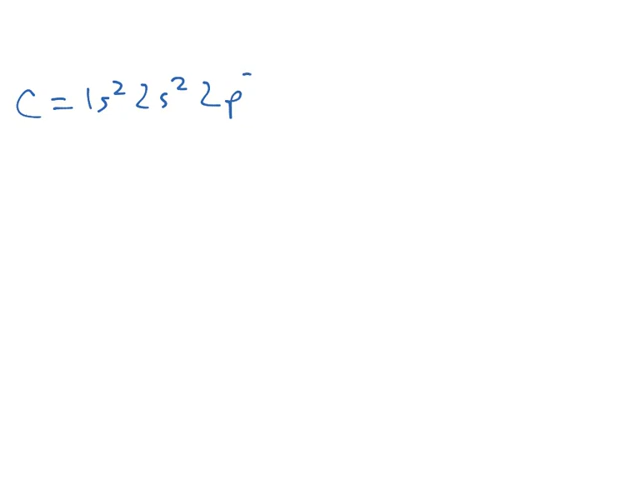 C = 1s² 2s² 2p⁻